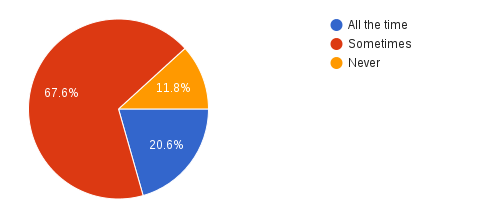 All the time
Sometimes
Never
67.6%
11.8%
20.6%